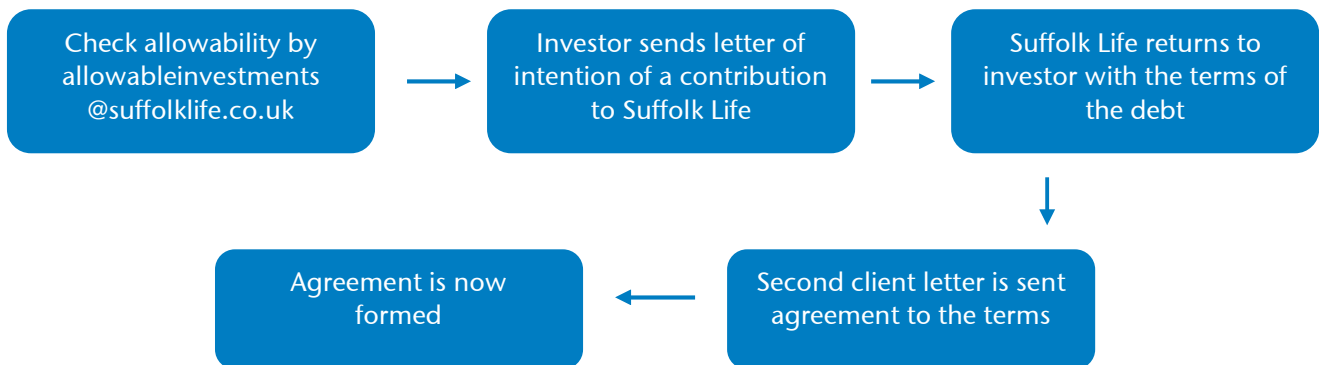 Check allowability by
allowableinvestments
@suffolklife.co.uk
Investor sends letter of
intention of a contribution
to Suffolk Life
Suffolk Life returns to
investor with the terms of
the debt
Second client letter is sent
agreement to the terms
Agreement is now
formed